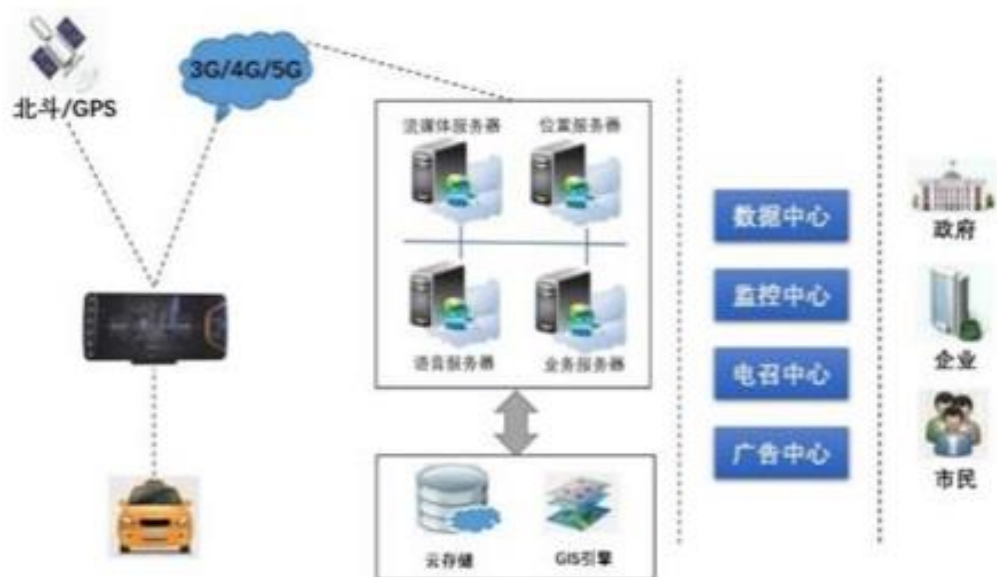 北斗/GPS
3G/4G/5G
流媒体服务器
位置服务器
语音服务器
业务服务器
云存储
GIS引擎
数据中心
监控中心
电召中心
广告中心
政府
企业
市民